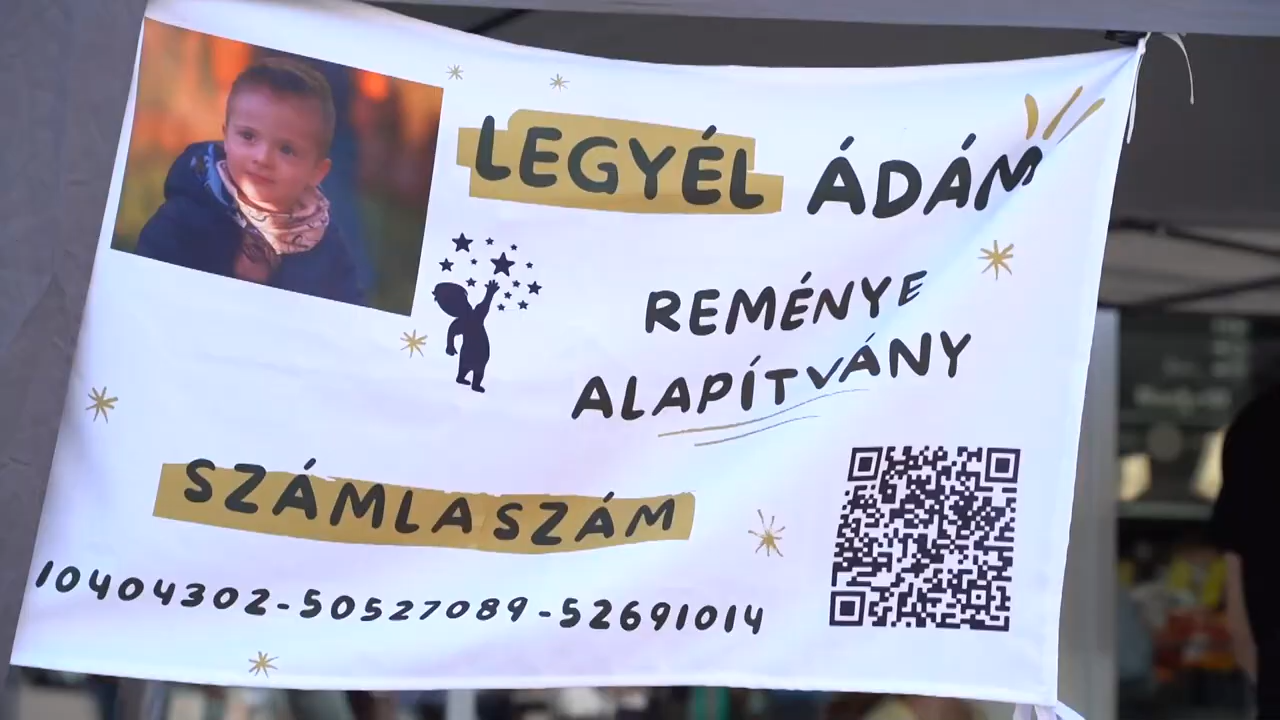 LEGYÉL ÁDÁM
REMÉNYE
ALAPÍTVÁNY
SZÁMLASZÁM
10404302-50527089-52691014